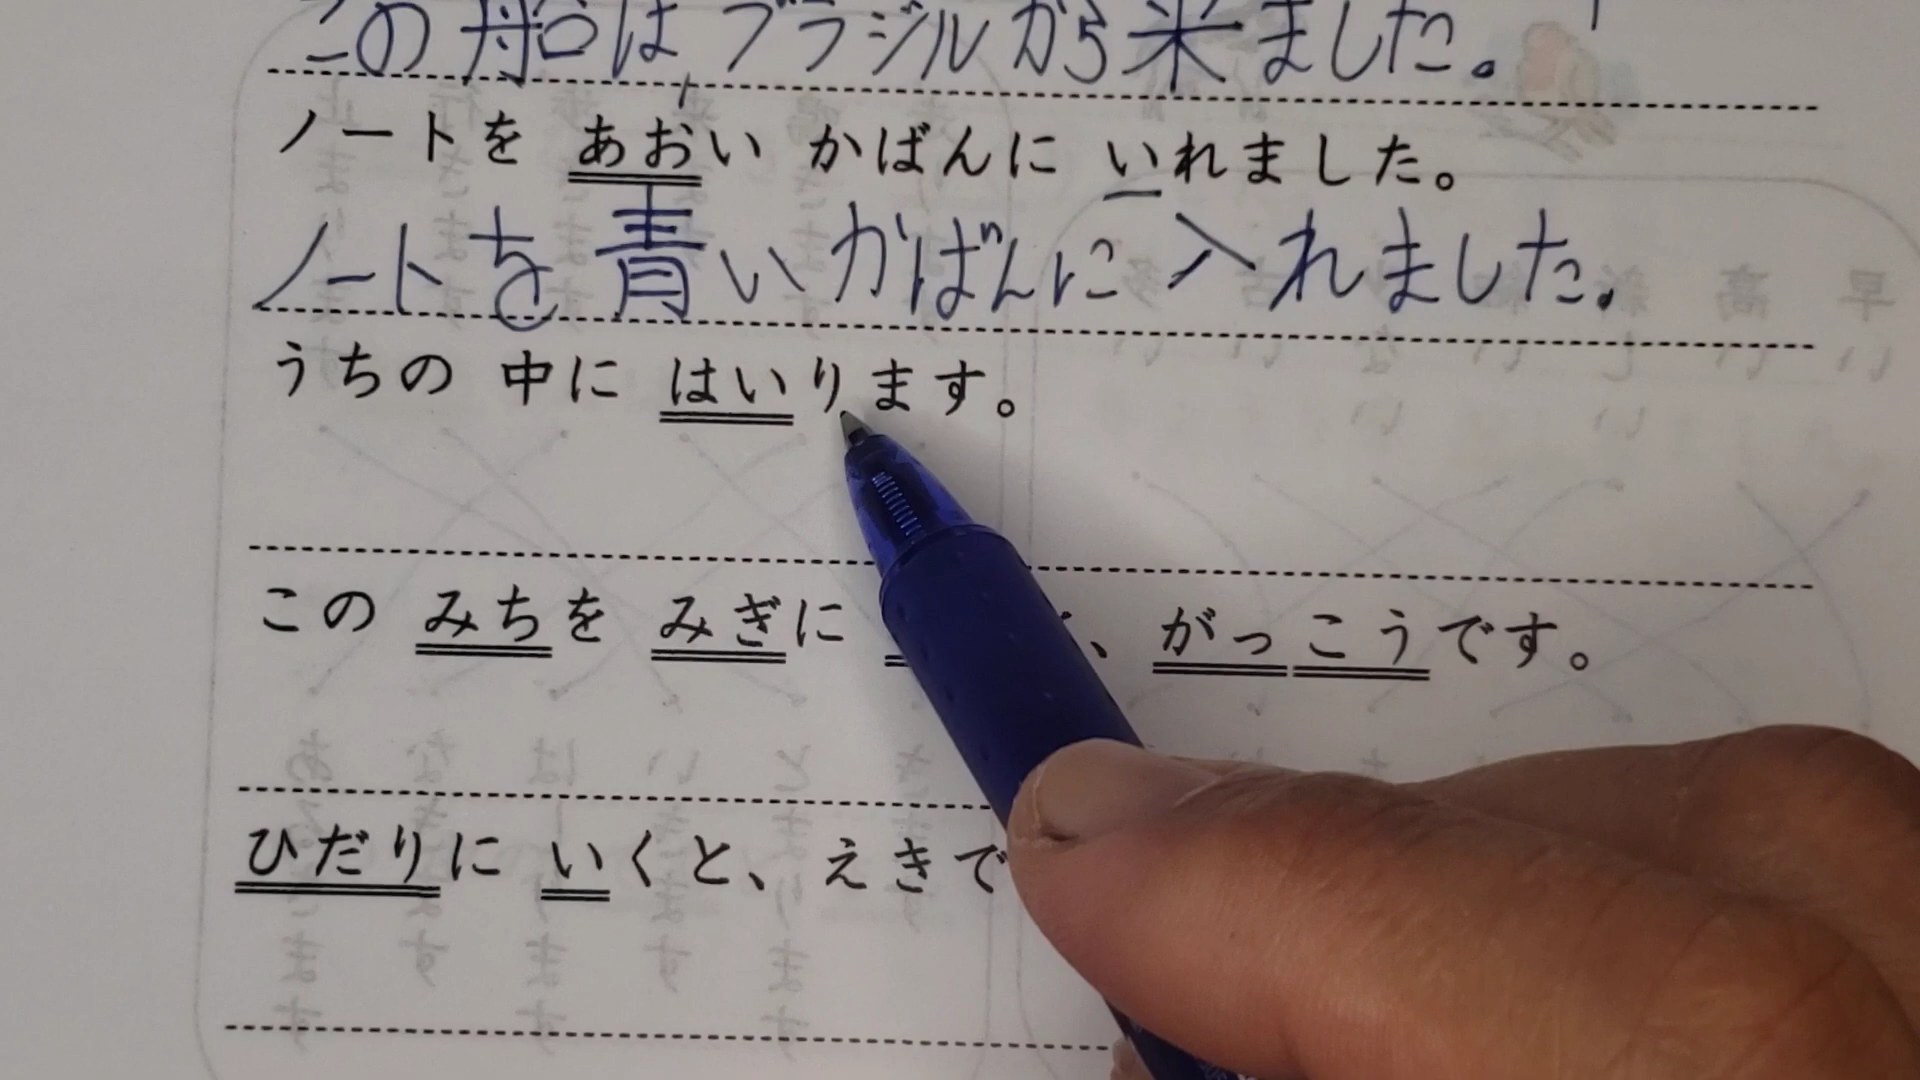 この船はブラジルから来ました。
ノートを あおい かばんに いれました。
ノートを青いかばんに入れました.
うちの 中に はいります。
この みちを みぎに 、がっこうです。
ひだりに いくと、えきで